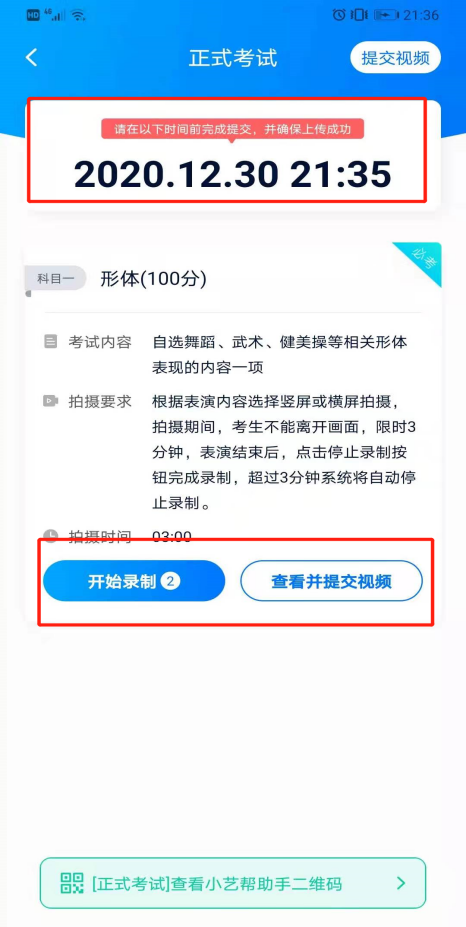 HD 4G 21:36
正式考试
提交视频
请在以下时间前完成提交，并确保上传成功
2020.12.30 21:35
必考
科目一
形体(100分)
考试内容
自选舞蹈、武术、健美操等相关形体
表现的内容一项
拍摄要求
根据表演内容选择竖屏或横屏拍摄，
拍摄期间，考生不能离开画面，限时3
分钟，表演结束后，点击停止录制按
钮完成录制，超过3分钟系统将自动停
止录制。
拍摄时间
03:00
开始录制 2
查看并提交视频
[正式考试]查看小艺帮助手二维码